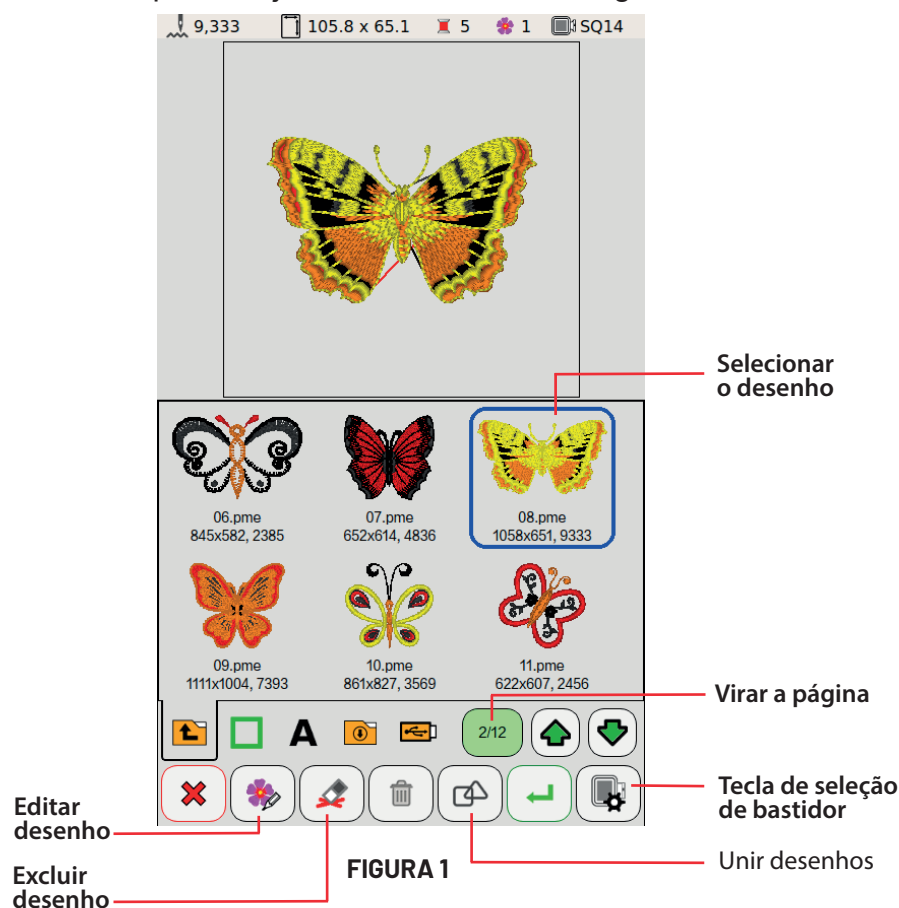 9,333 105.8 x 65.1 5 1 SQ14
Selecionar
o desenho
06.pme 07.pme 08.pme
845x582, 2385 652x614, 4836 1058x651, 9333
09.pme 10.pme 11.pme
1111x1004, 7393 861x827, 3569 622x607, 2456
Virar a página
A 2/12
Tecla de seleção
de bastidor
Editar
desenho
FIGURA 1
Unir desenhos
Excluir
desenho